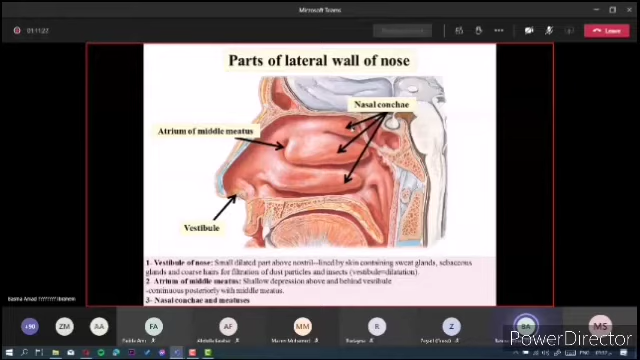 Microsoft Teams
01:11:22
Leave
Parts of lateral wall of nose
Nasal conchae
Atrium of middle meatus
Vestibule
1- Vestibule of nose: Small dilated part above nostril--lined by skin containing sweat glands, sebaceous
glands and coarse hairs for filtration of dust particles and insects (vestibule=dilatation).
2- Atrium of middle meatus: Shallow depression above and behind vestibule
-continuous posteriorly with middle meatus.
3- Nasal conchae and meatuses
+90
ZM
AA
FA
AF
MM
R
Z
BA
MS
PowerDirector